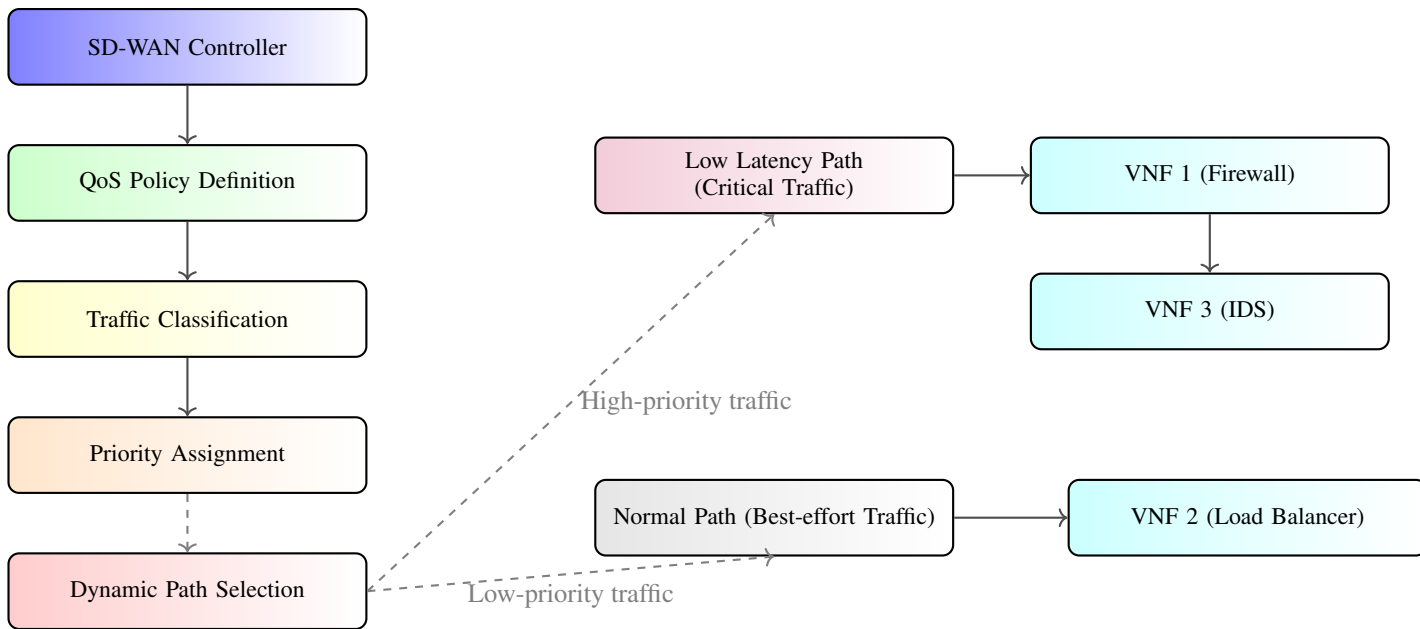 SD-WAN Controller
QoS Policy Definition
Traffic Classification
Priority Assignment
Dynamic Path Selection
High-priority traffic
Low-priority traffic
Low Latency Path
(Critical Traffic)
Normal Path (Best-effort Traffic)
VNF 1 (Firewall)
VNF 3 (IDS)
VNF 2 (Load Balancer)